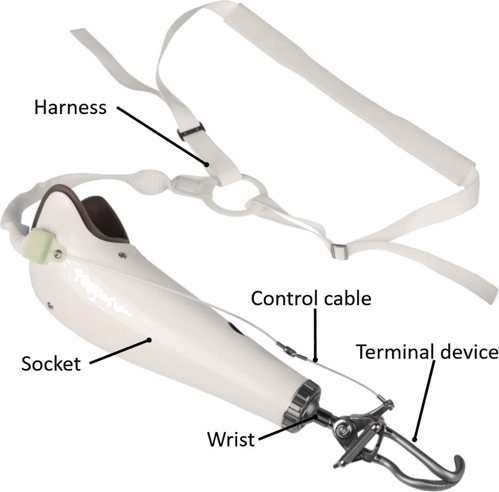 Harness
Control cable
Terminal device
Socket
Wrist